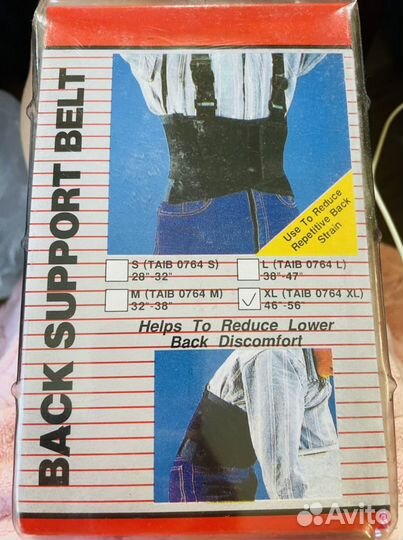 BACK SUPPORT BELT
Use To Reduce
Repetitive Back
Strain
S (TAIB 0764 S)
28"-32"
L (TAIB 0764 L)
38"-47"
M (TAIB 0764 M)
32"-38"
XL (TAIB 0764 XL)
46"-56"
Helps To Reduce Lower
Back Discomfort
Avito